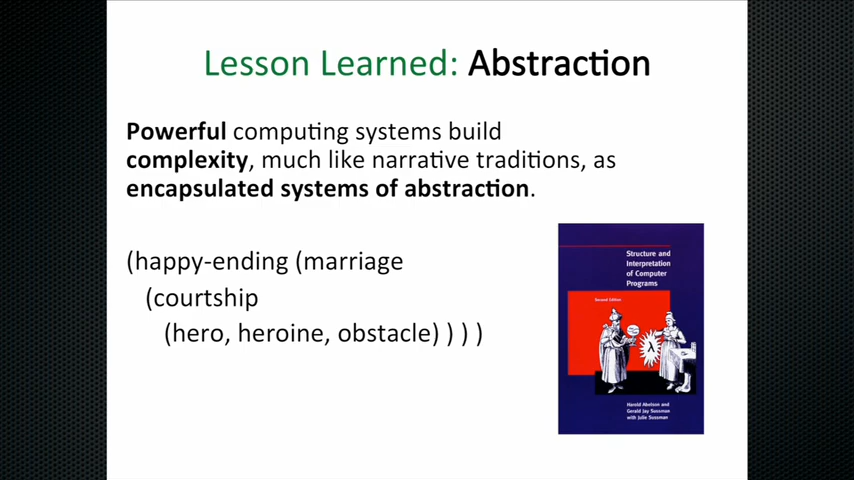 Lesson Learned: Abstraction
Powerful computing systems build
complexity, much like narrative traditions, as
encapsulated systems of abstraction.
(happy-ending (marriage
(courtship
(hero, heroine, obstacle) ) ) )
Structure and
Interpretation
of Computer
Programs
Second Edition
λ
Harold Abelson and
Gerald Jay Sussman
with Julie Sussman